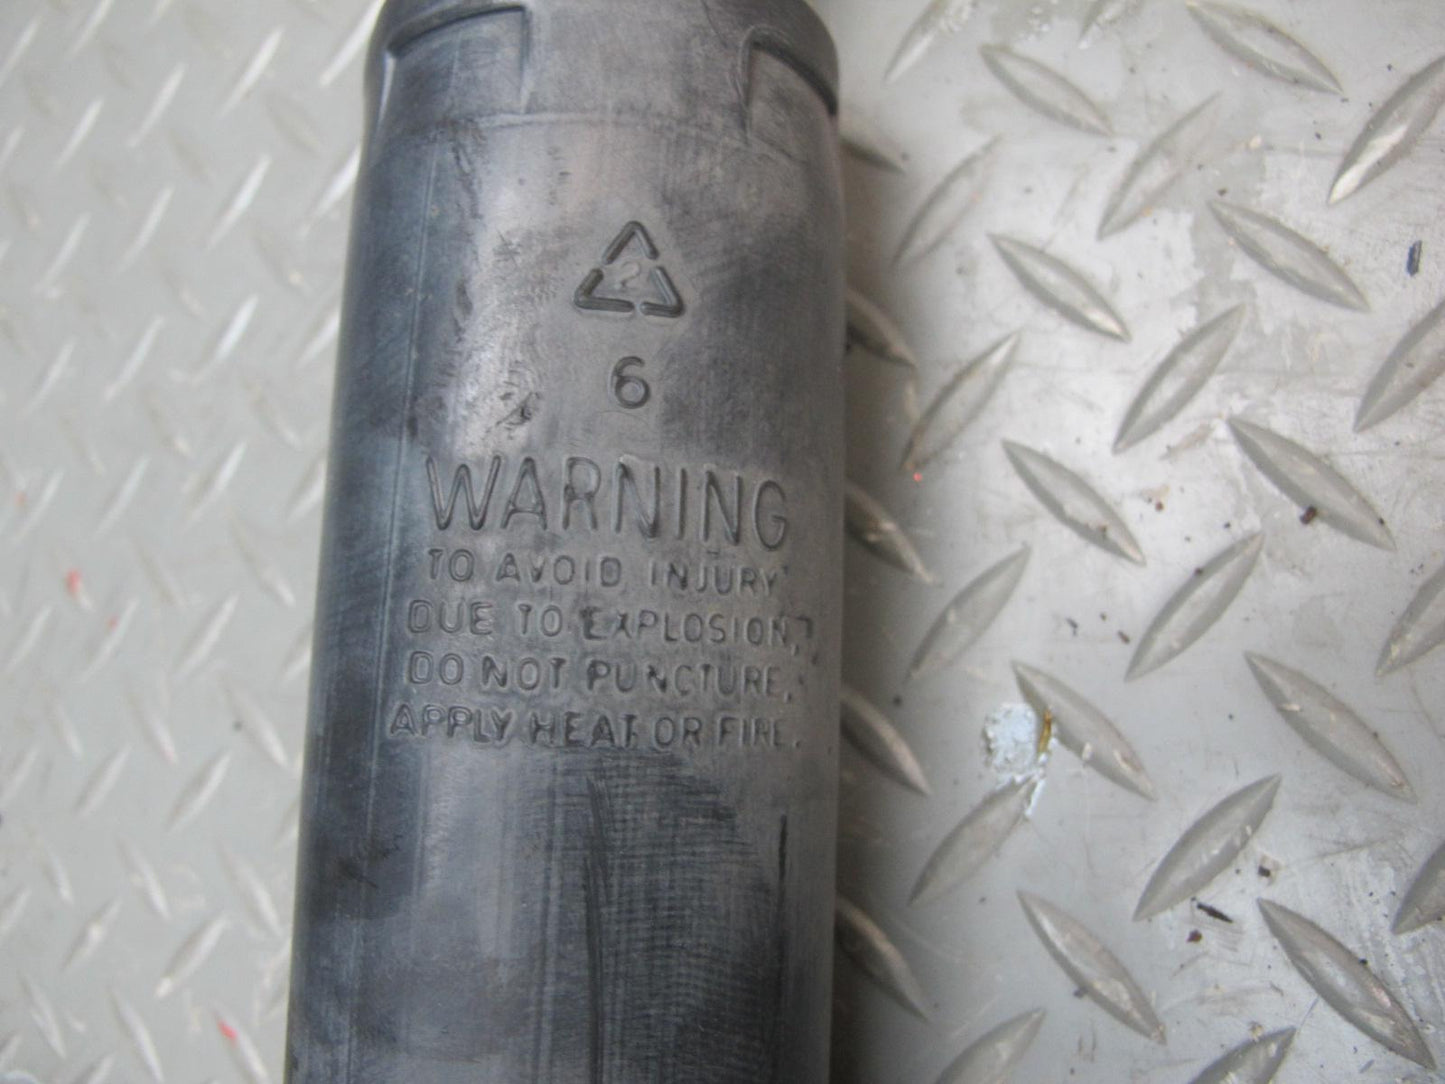 2
6
WARNING
TO AVOID INJURY
DUE TO EXPLOSION,
DO NOT PUNCTURE,
APPLY HEAT OR FIRE.